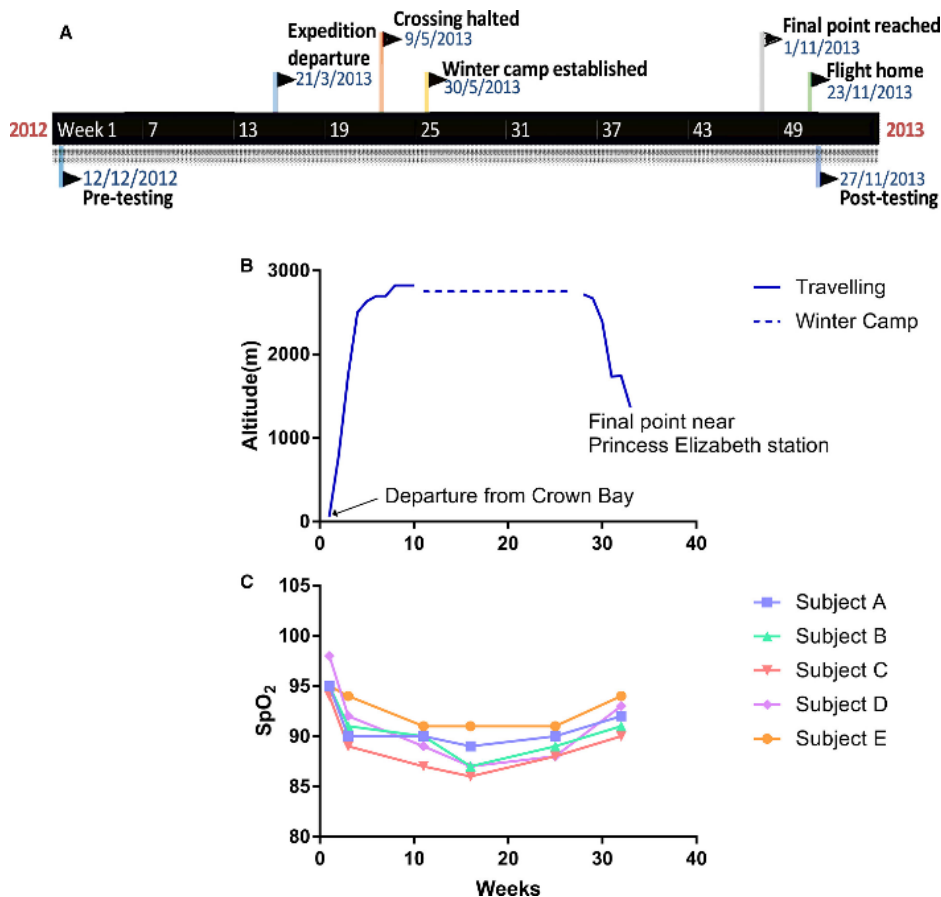 A
Expedition
departure
21/3/2013
Crossing halted
9/5/2013
Winter camp established
30/5/2013
Final point reached
1/11/2013
Flight home
23/11/2013
2012 Week 1 7 13 19 25 31 37 43 49 2013
12/12/2012
Pre-testing
27/11/2013
Post-testing
B
Altitude(m)
3000
2000
1000
0
0 10 20 30 40
Travelling
Winter Camp
Final point near
Princess Elizabeth station
Departure from Crown Bay
C
SpO₂
105
100
95
90
85
80
0 10 20 30 40
Weeks
Subject A
Subject B
Subject C
Subject D
Subject E